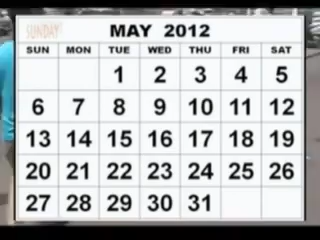 SUNDAY
MAY 2012
SUN MON TUE WED THU FRI SAT
1 2 3 4 5
6 7 8 9 10 11 12
13 14 15 16 17 18 19
20 21 22 23 24 25 26
27 28 29 30 31